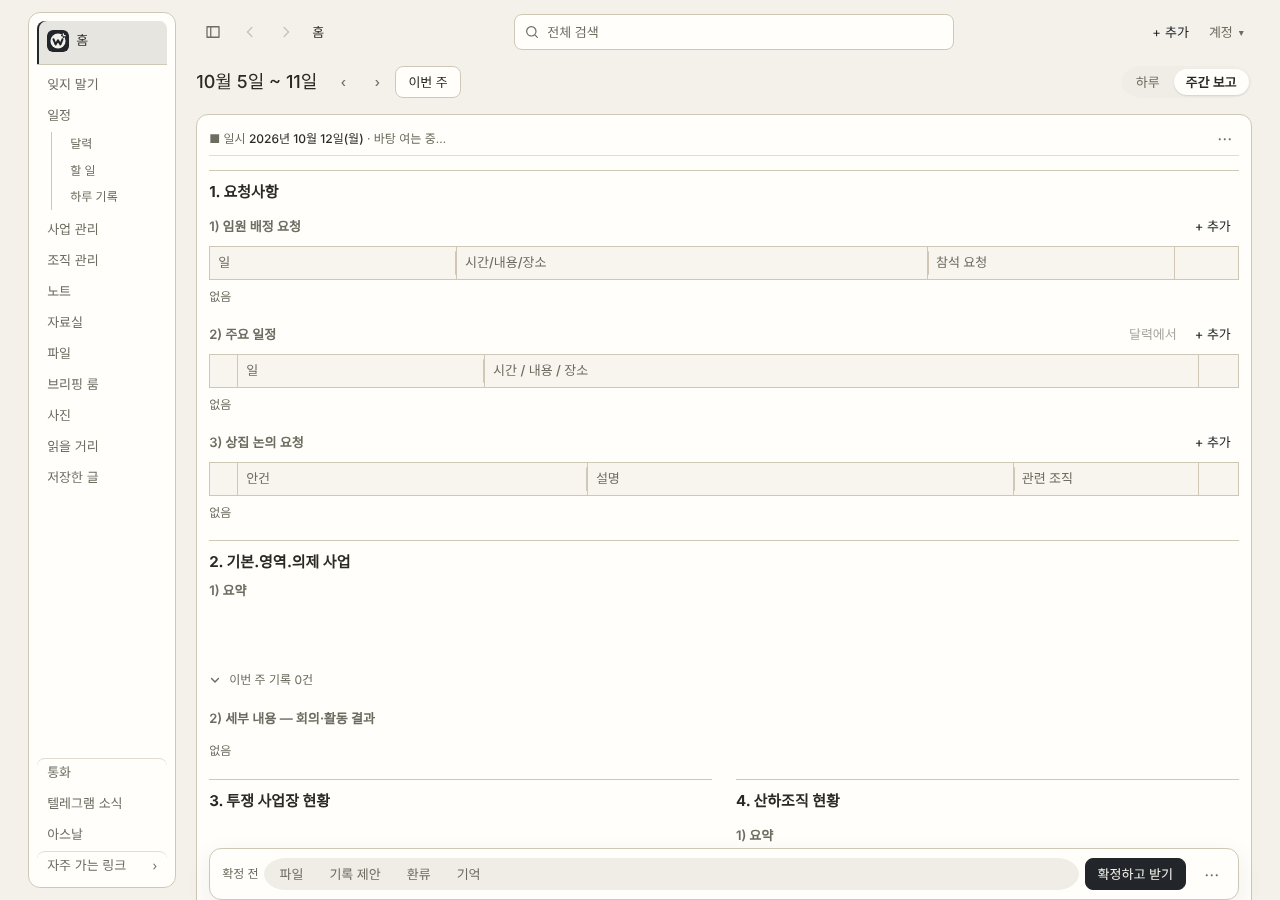 홈
잊지 말기
일정
달력
할 일
하루 기록
사업 관리
조직 관리
노트
자료실
파일
브리핑 룸
사진
읽을 거리
저장한 글
통화
텔레그램 소식
아스날
자주 가는 링크 ›
홈
전체 검색
+ 추가 계정 ▾
10월 5일 ~ 11일 ‹ › 이번 주
하루 주간 보고
■ 일시 2026년 10월 12일(월) · 바탕 여는 중… ⋯
1. 요청사항
1) 임원 배정 요청 + 추가
일 시간/내용/장소 참석 요청
없음
2) 주요 일정 달력에서 + 추가
일 시간 / 내용 / 장소
없음
3) 상집 논의 요청 + 추가
안건 설명 관련 조직
없음
2. 기본.영역.의제 사업
1) 요약
이번 주 기록 0건
2) 세부 내용 — 회의·활동 결과
없음
3. 투쟁 사업장 현황
4. 산하조직 현황
1) 요약
확정 전 파일 기록 제안 환류 기억 확정하고 받기 ⋯